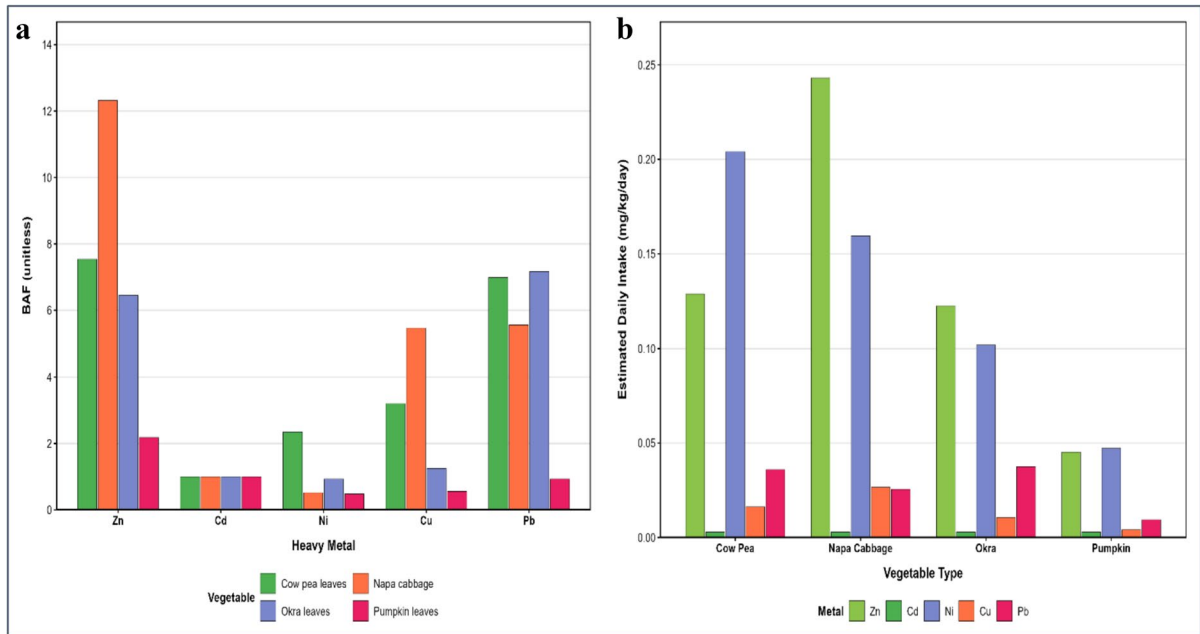 a
14
12
10
8
6
4
2
0
BAF (unitless)
Zn Cd Ni Cu Pb
Heavy Metal
Vegetable
Cow pea leaves Napa cabbage
Okra leaves Pumpkin leaves
b
0.25
0.20
0.15
0.10
0.05
0.00
Estimated Daily Intake (mg/kg/day)
Cow Pea Napa Cabbage Okra Pumpkin
Vegetable Type
Metal Zn Cd Ni Cu Pb